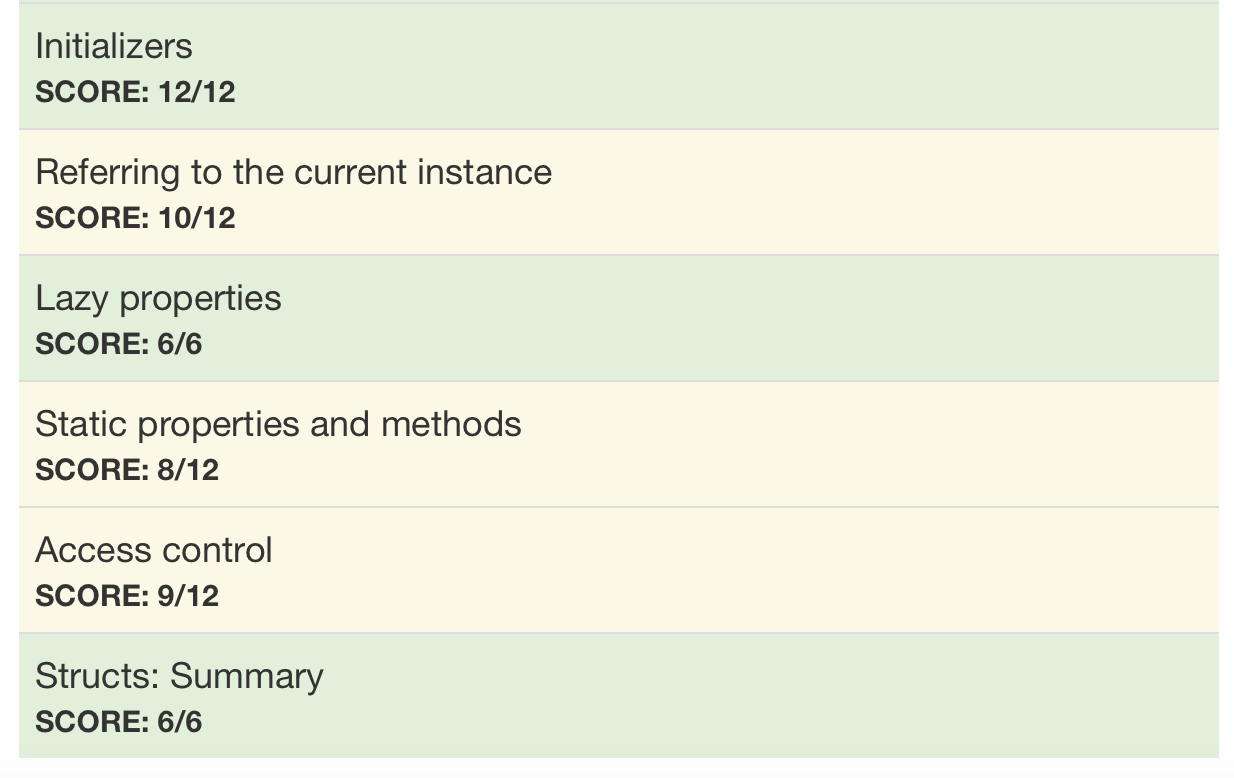 Initializers
SCORE: 12/12
Referring to the current instance
SCORE: 10/12
Lazy properties
SCORE: 6/6
Static properties and methods
SCORE: 8/12
Access control
SCORE: 9/12
Structs: Summary
SCORE: 6/6